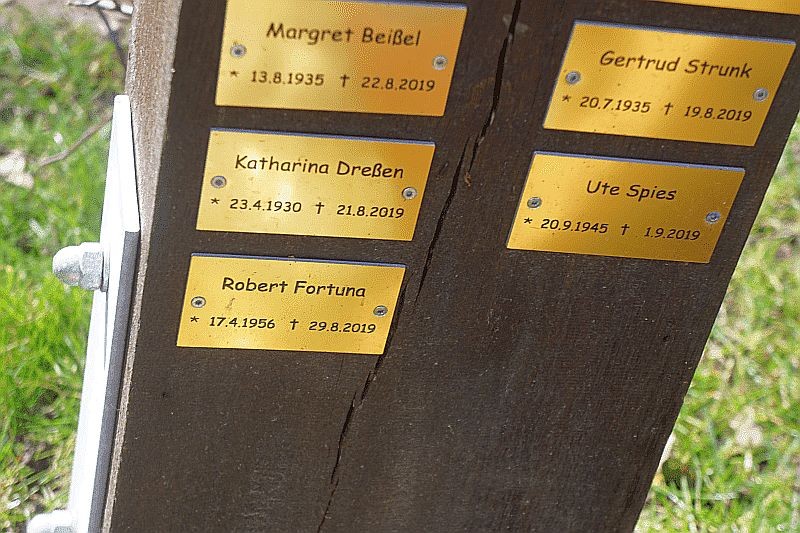 Margret Beißel
* 13.8.1935 † 22.8.2019
Katharina Dreßen
* 23.4.1930 † 21.8.2019
Robert Fortuna
* 17.4.1956 † 29.8.2019
Gertrud Strunk
* 20.7.1935 † 19.8.2019
Ute Spies
* 20.9.1945 † 1.9.2019